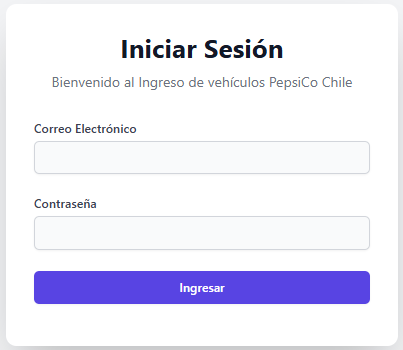 Iniciar Sesión
Bienvenido al Ingreso de vehículos PepsiCo Chile
Correo Electrónico
Contraseña
Ingresar